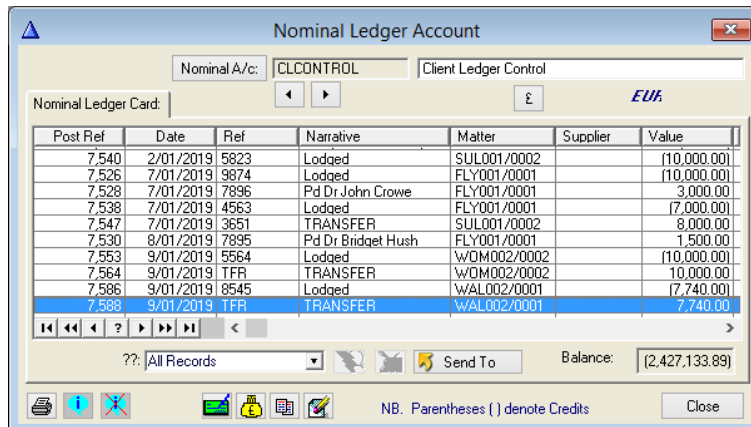 Nominal Ledger Account
Nominal A/c: CLCONTROL Client Ledger Control
£ EUR
Nominal Ledger Card:
Post Ref Date Ref Narrative Matter Supplier Value
7,540 2/01/2019 5823 Lodged SUL001/0002 (10,000.00)
7,526 7/01/2019 9874 Lodged FLY001/0001 (10,000.00)
7,528 7/01/2019 7896 Pd Dr John Crowe FLY001/0001 3,000.00
7,538 7/01/2019 4563 Lodged FLY001/0001 (7,000.00)
7,547 7/01/2019 3651 TRANSFER SUL001/0002 8,000.00
7,530 8/01/2019 7895 Pd Dr Bridget Hush FLY001/0001 1,500.00
7,553 9/01/2019 5564 Lodged WOM002/0002 (10,000.00)
7,564 9/01/2019 TFR TRANSFER WOM002/0002 10,000.00
7,586 9/01/2019 8545 Lodged WAL002/0001 (7,740.00)
7,588 9/01/2019 TFR TRANSFER WAL002/0001 7,740.00
?
??: All Records Send To Balance: (2,427,133.89)
NB. Parentheses ( ) denote Credits Close